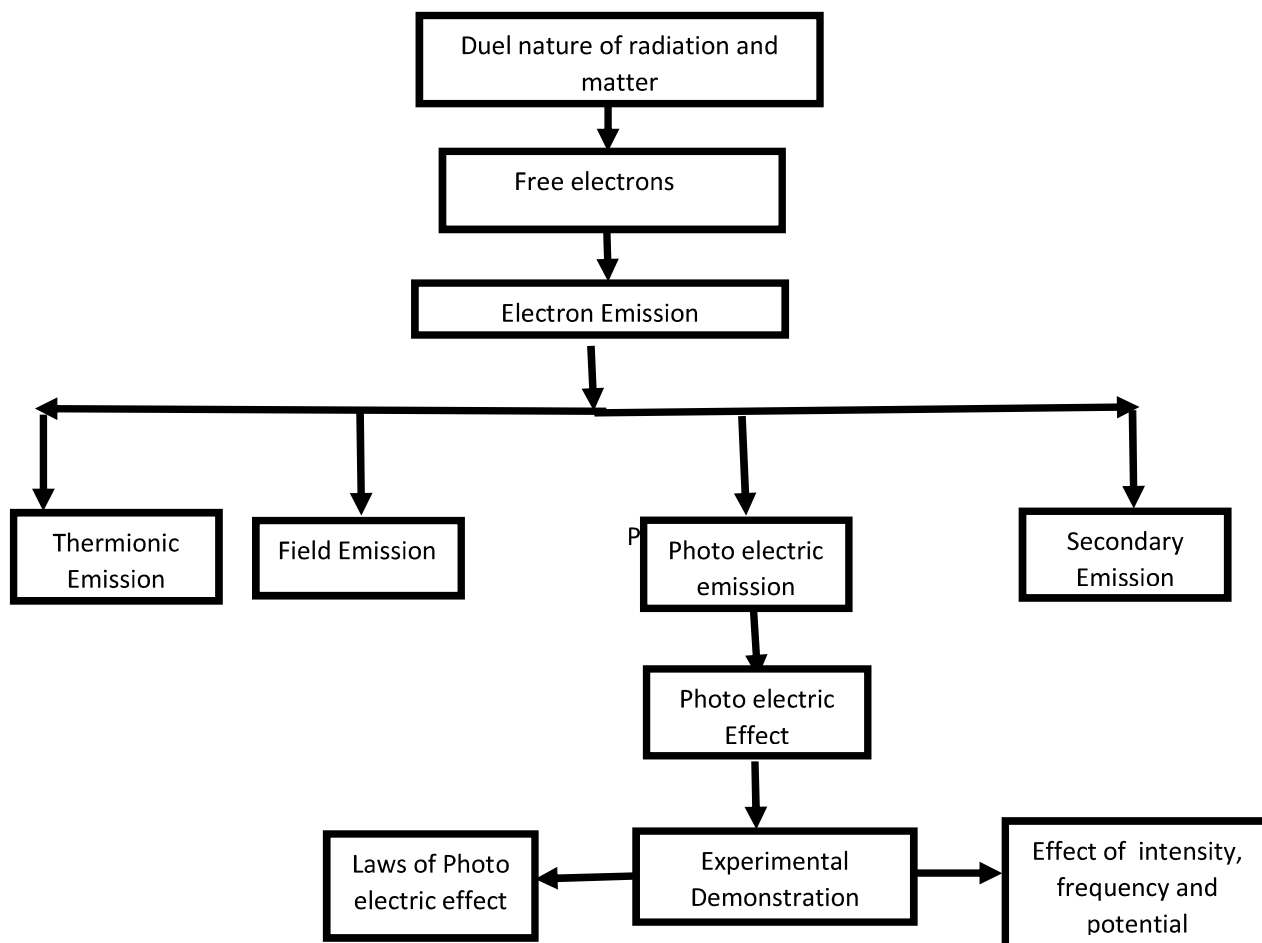 Duel nature of radiation and
matter
Free electrons
Electron Emission
Thermionic
Emission
Field Emission
P
Photo electric
emission
Secondary
Emission
Photo electric
Effect
Laws of Photo
electric effect
Experimental
Demonstration
Effect of intensity,
frequency and
potential